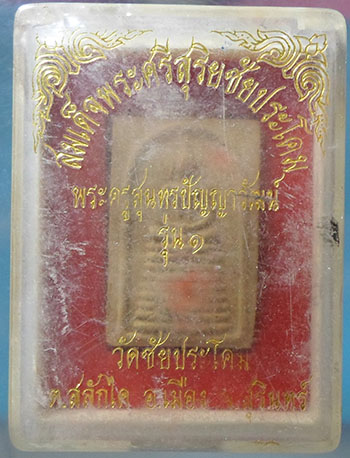 สมเด็จพระศรีสุริยชัยประโคม
พระครูสุนทรปัญญาวัฒน์
รุ่น ๑
วัดชัยประโคม
ต.สลักได อ.เมือง จ.สุรินทร์